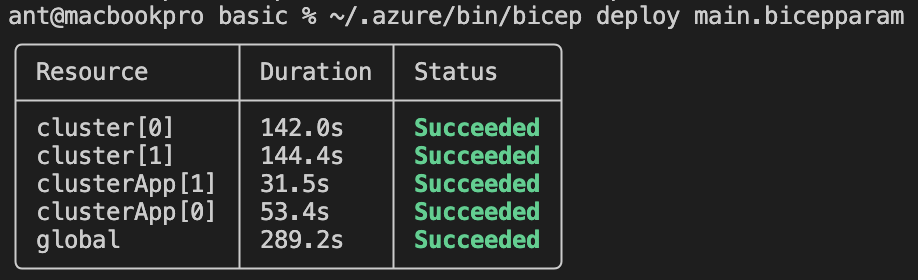 ant@macbookpro basic % ~/.azure/bin/bicep deploy main.bicepparam
Resource Duration Status
cluster[0] 142.0s Succeeded
cluster[1] 144.4s Succeeded
clusterApp[1] 31.5s Succeeded
clusterApp[0] 53.4s Succeeded
global 289.2s Succeeded